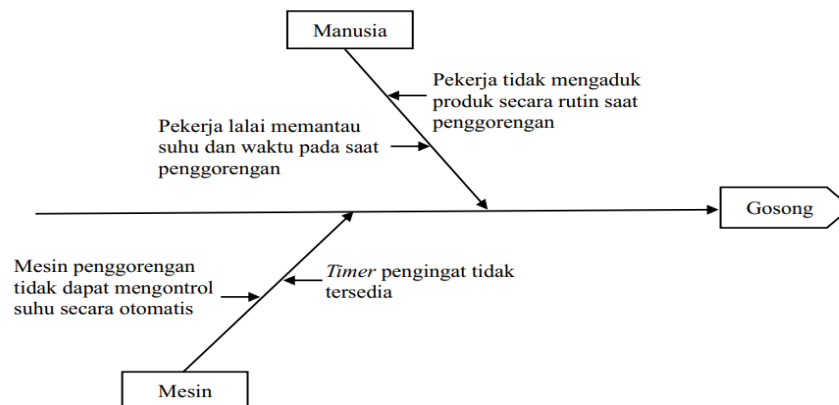 Manusia
Pekerja tidak mengaduk
produk secara rutin saat
penggorengan
Pekerja lalai memantau
suhu dan waktu pada saat
penggorengan
Gosong
Mesin penggorengan
tidak dapat mengontrol
suhu secara otomatis
Timer pengingat tidak
tersedia
Mesin